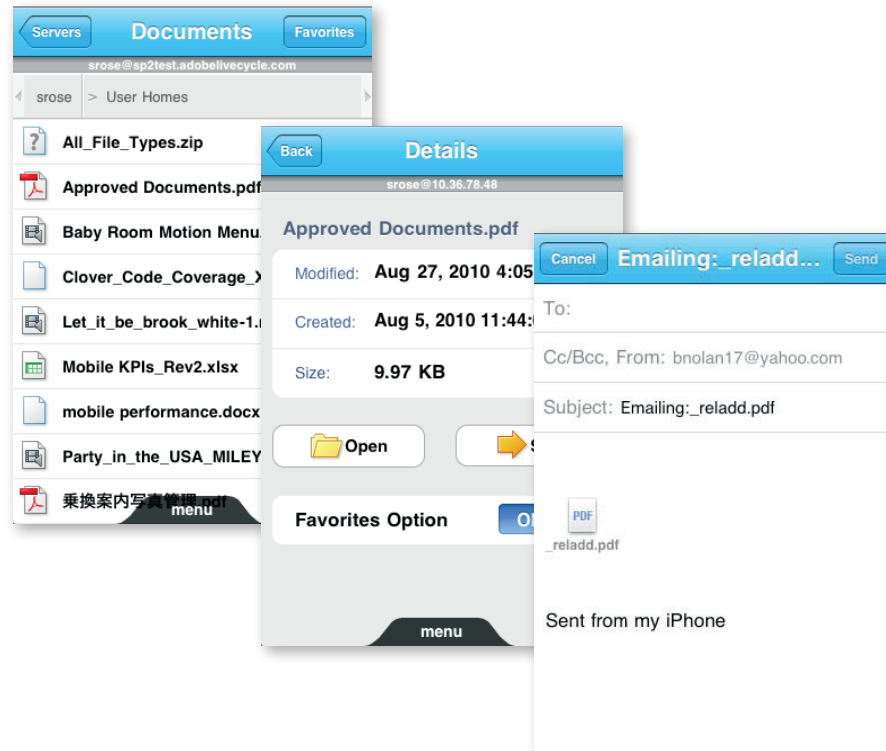 Servers Documents Favorites
srose@sp2test.adobelivecycle.com
srose > User Homes
All_File_Types.zip
Approved Documents.pdf
Baby Room Motion Menu.
Clover_Code_Coverage_X
Let_it_be_brook_white-1.
Mobile KPIs_Rev2.xlsx
mobile performance.docx
Party_in_the_USA_MILEY
乗換案内写真管理.pdf
menu
Back Details
srose@10.36.78.48
Approved Documents.pdf
Modified: Aug 27, 2010 4:05
Created: Aug 5, 2010 11:44:
Size: 9.97 KB
Open
Favorites Option
menu
Cancel Emailing:_reladd... Send
To:
Cc/Bcc, From: bnolan17@yahoo.com
Subject: Emailing:_reladd.pdf
PDF
_reladd.pdf
Sent from my iPhone